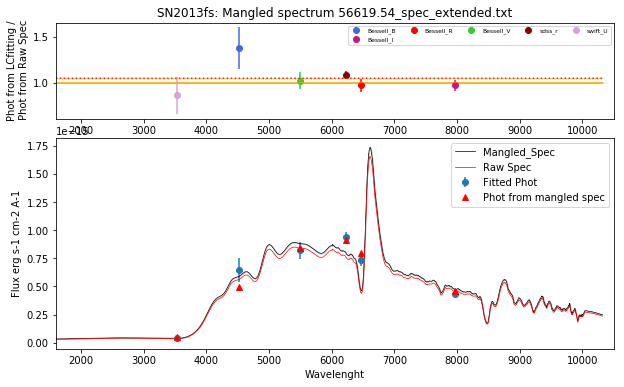 SN2013fs: Mangled spectrum 56619.54_spec_extended.txt
Phot from LCfitting /
Phot from Raw Spec
1.5
1.0
Bessell_B
Bessell_I
Bessell_R
Bessell_V
sdss_r
swift_U
2000
3000
4000
5000
6000
7000
8000
9000
10000
Flux erg s-1 cm-2 A-1
1.75
1.50
1.25
1.00
0.75
0.50
0.25
0.00
Mangled_Spec
Raw Spec
Fitted Phot
Phot from mangled spec
2000
3000
4000
5000
6000
7000
8000
9000
10000
Wavelenght